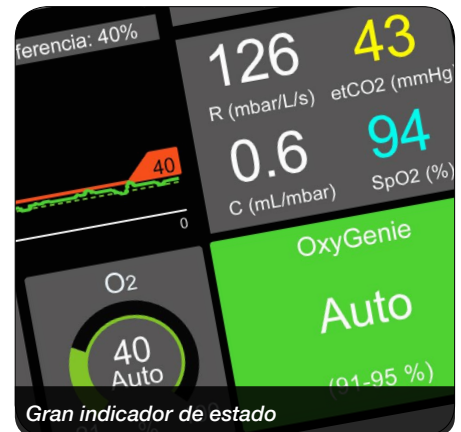 ferencia: 40%
126
R (mbar/L/s)
43
etCO2 (mmHg)
0.6
C (mL/mbar)
94
SpO2 (%)
40
0
O2
40
Auto
%
OxyGenie
Auto
(91-95 %)
Gran indicador de estado